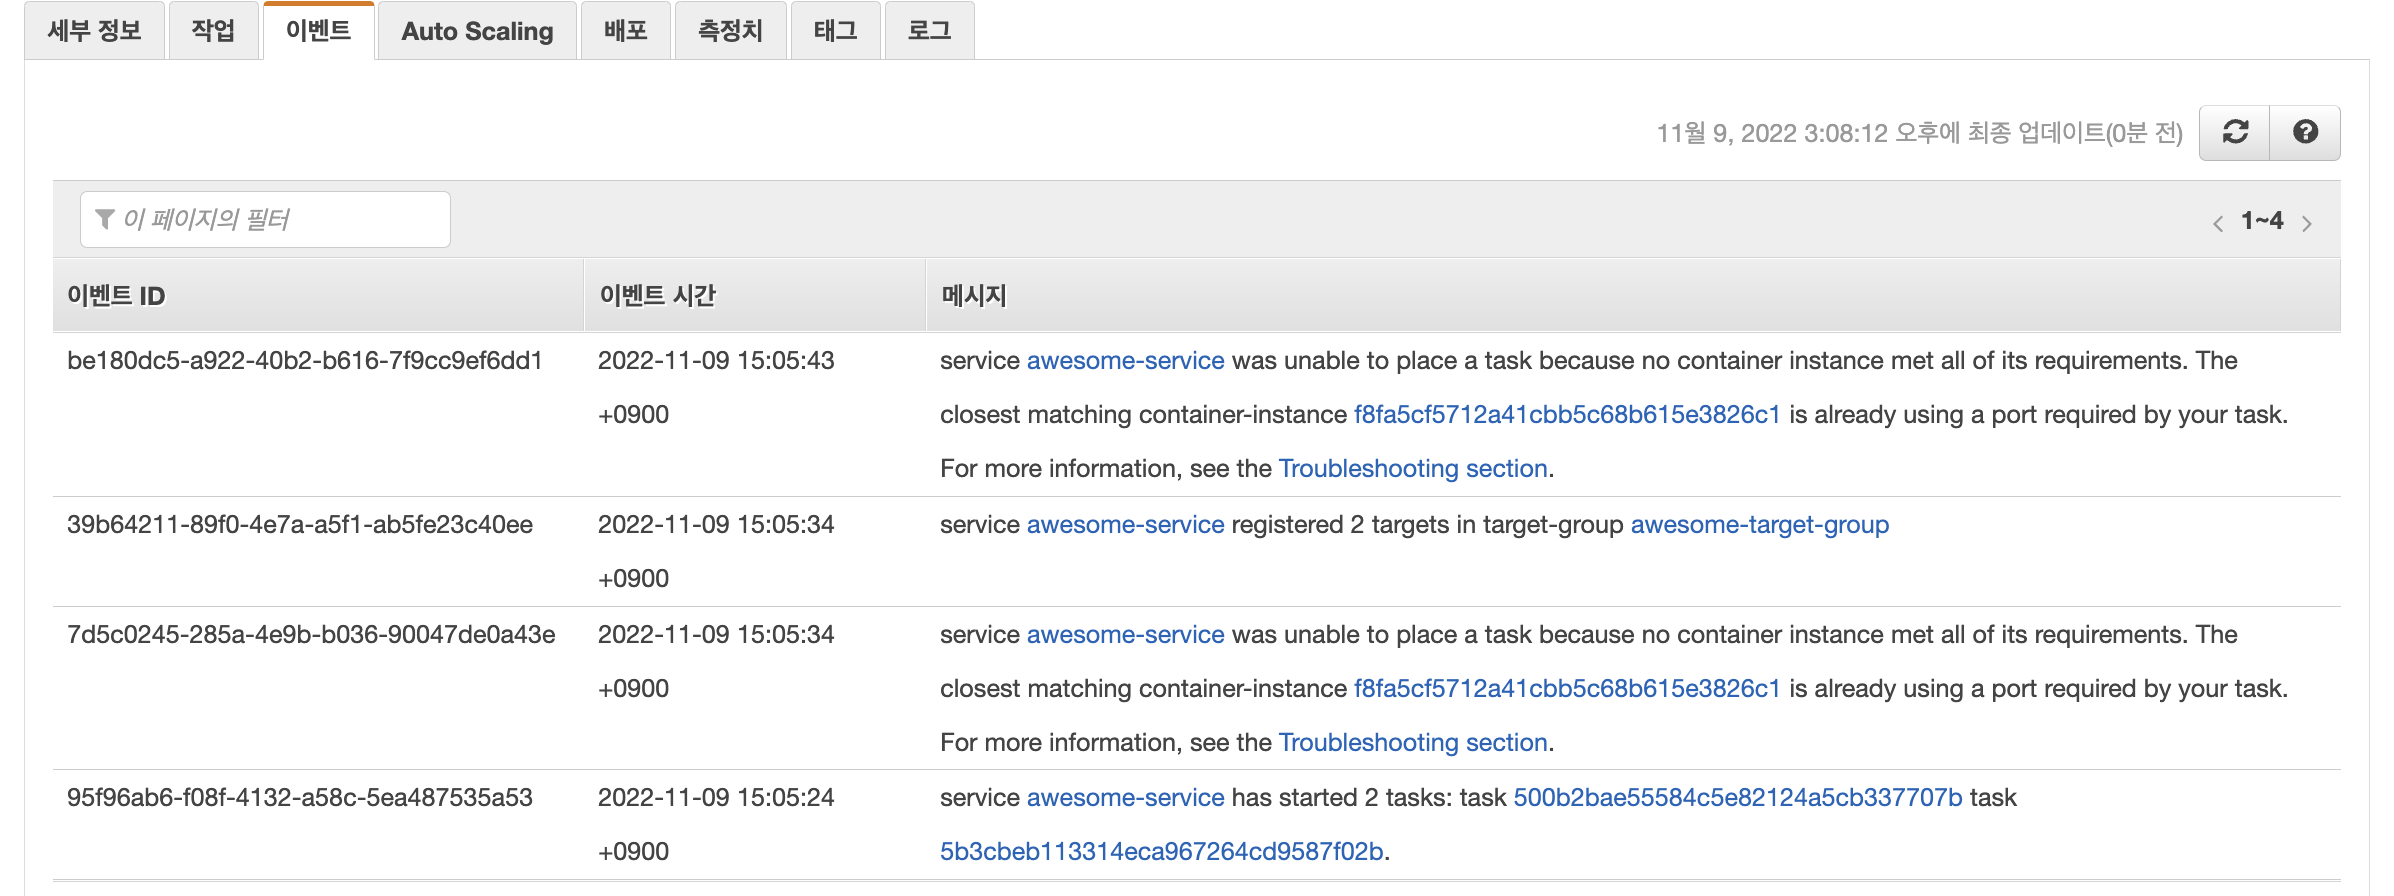 세부 정보 작업 이벤트 Auto Scaling 배포 측정치 태그 로그
11월 9, 2022 3:08:12 오후에 최종 업데이트(0분 전)
이 페이지의 필터
1~4
이벤트 ID 이벤트 시간 메시지
be180dc5-a922-40b2-b616-7f9cc9ef6dd1 2022-11-09 15:05:43 service awesome-service was unable to place a task because no container instance met all of its requirements. The
+0900 closest matching container-instance f8fa5cf5712a41cbb5c68b615e3826c1 is already using a port required by your task.
For more information, see the Troubleshooting section.
39b64211-89f0-4e7a-a5f1-ab5fe23c40ee 2022-11-09 15:05:34 service awesome-service registered 2 targets in target-group awesome-target-group
+0900
7d5c0245-285a-4e9b-b036-90047de0a43e 2022-11-09 15:05:34 service awesome-service was unable to place a task because no container instance met all of its requirements. The
+0900 closest matching container-instance f8fa5cf5712a41cbb5c68b615e3826c1 is already using a port required by your task.
For more information, see the Troubleshooting section.
95f96ab6-f08f-4132-a58c-5ea487535a53 2022-11-09 15:05:24 service awesome-service has started 2 tasks: task 500b2bae55584c5e82124a5cb337707b task
+0900 5b3cbeb113314eca967264cd9587f02b.